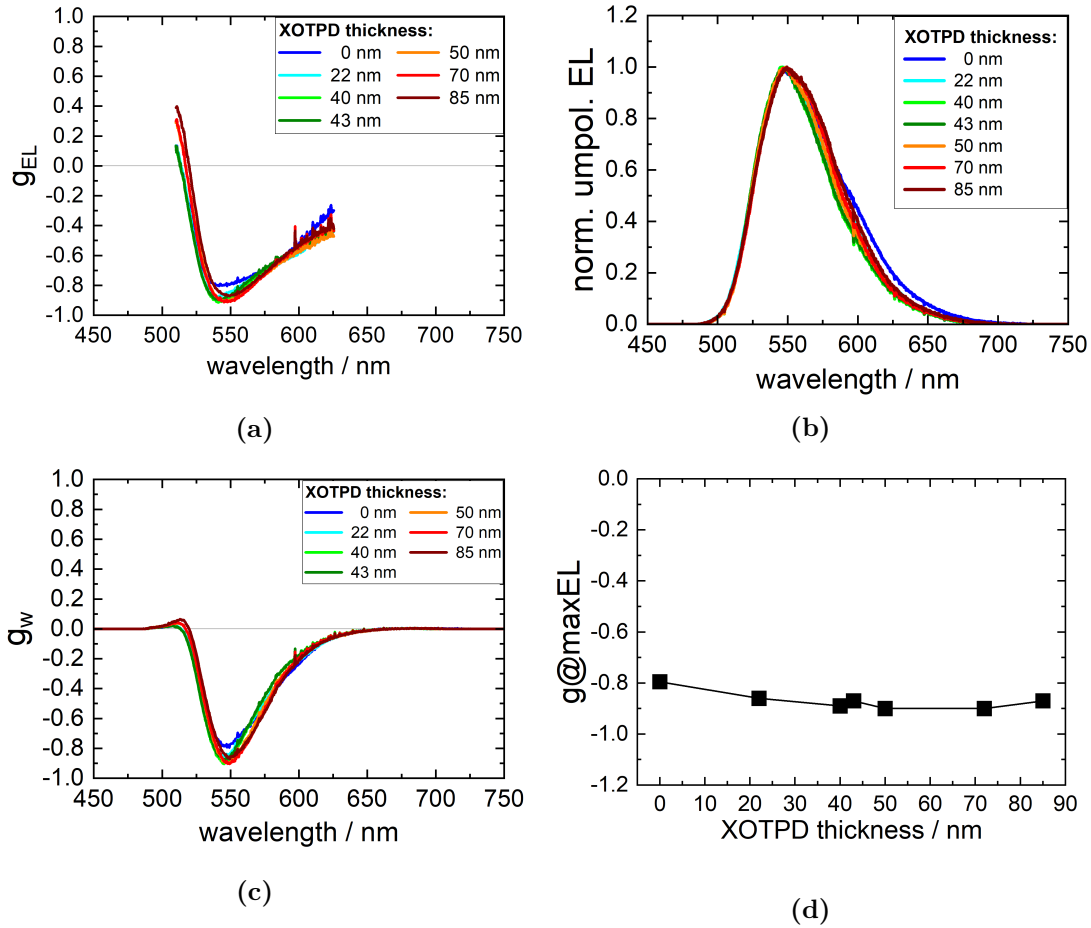 1.0
0.8
0.6
0.4
0.2
0.0
-0.2
-0.4
-0.6
-0.8
-1.0
gEL
XOTPD thickness:
0 nm 50 nm
22 nm 70 nm
40 nm 85 nm
43 nm
450 500 550 600 650 700 750
wavelength / nm
(a)
1.0
0.8
0.6
0.4
0.2
0.0
norm. unpol. EL
XOTPD thickness:
0 nm
22 nm
40 nm
43 nm
50 nm
70 nm
85 nm
450 500 550 600 650 700 750
wavelength / nm
(b)
1.0
0.8
0.6
0.4
0.2
0.0
-0.2
-0.4
-0.6
-0.8
-1.0
gw
XOTPD thickness:
0 nm 50 nm
22 nm 70 nm
40 nm 85 nm
43 nm
450 500 550 600 650 700 750
wavelength / nm
(c)
0.0
-0.2
-0.4
-0.6
-0.8
-1.0
-1.2
g@maxEL
0 10 20 30 40 50 60 70 80 90
XOTPD thickness / nm
(d)